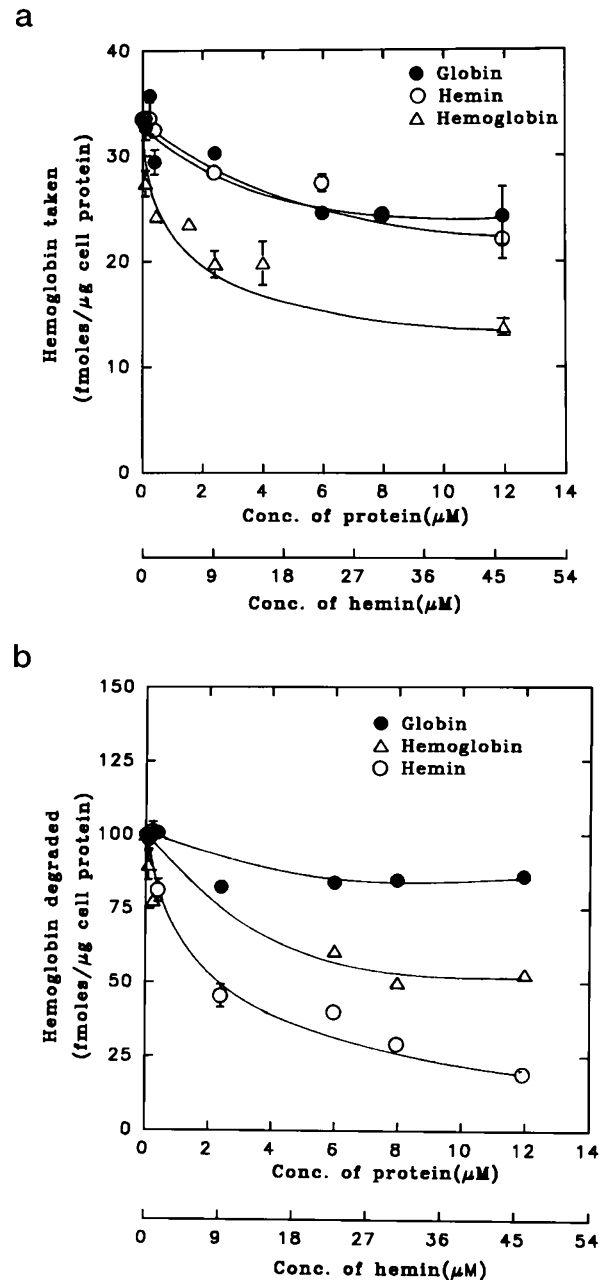 a
Globin
Hemin
Hemoglobin
40
30
20
10
0
Hemoglobin taken
(fmoles/μg cell protein)
0 2 4 6 8 10 12 14
Conc. of protein(μM)
0 9 18 27 36 45 54
Conc. of hemin(μM)
b
Globin
Hemoglobin
Hemin
150
125
100
75
50
25
0
Hemoglobin degraded
(fmoles/μg cell protein)
0 2 4 6 8 10 12 14
Conc. of protein(μM)
0 9 18 27 36 45 54
Conc. of hemin(μM)